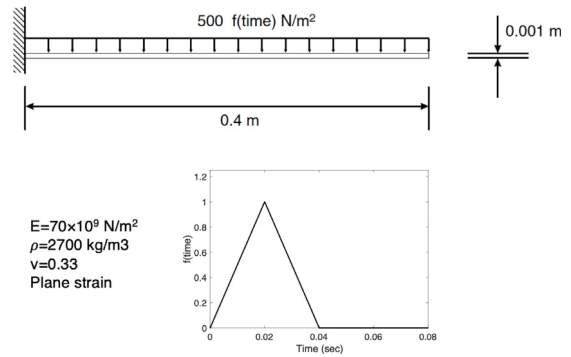 500 f(time) N/m²
0.001 m
0.4 m
E=70×10⁹ N/m²
ρ=2700 kg/m3
v=0.33
Plane strain
1.2
1
0.8
0.6
0.4
0.2
0
f(time)
0 0.02 0.04 0.06 0.08
Time (sec)